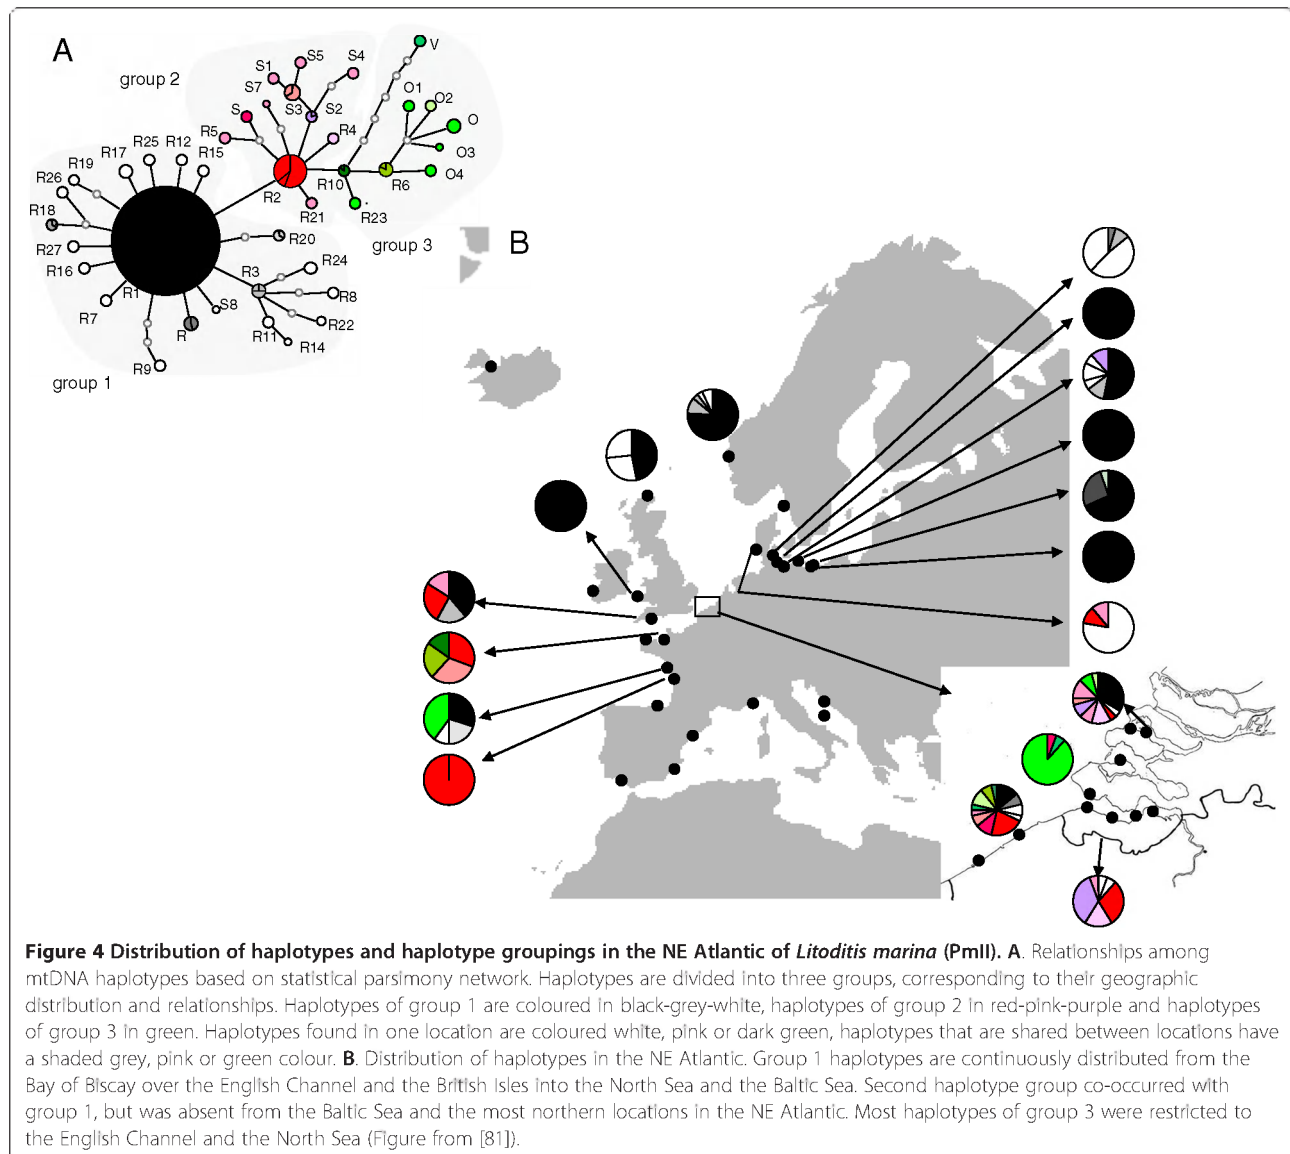 A
group 2
S1
S5
S4
V
S7
S3
S2
O1
O2
S
O
R5
R4
O3
R25
R12
R17
R15
R19
R26
R2
R10
R6
O4
R18
R21
R23
group 3
B
R27
R20
R16
R3
R24
R1
S8
R8
R7
R
R11
R22
R14
R9
group 1
Figure 4 Distribution of haplotypes and haplotype groupings in the NE Atlantic of Litoditis marina (PmII). A. Relationships among
mtDNA haplotypes based on statistical parsimony network. Haplotypes are divided into three groups, corresponding to their geographic
distribution and relationships. Haplotypes of group 1 are coloured in black-grey-white, haplotypes of group 2 in red-pink-purple and haplotypes
of group 3 in green. Haplotypes found in one location are coloured white, pink or dark green, haplotypes that are shared between locations have
a shaded grey, pink or green colour. B. Distribution of haplotypes in the NE Atlantic. Group 1 haplotypes are continuously distributed from the
Bay of Biscay over the English Channel and the British Isles into the North Sea and the Baltic Sea. Second haplotype group co-occurred with
group 1, but was absent from the Baltic Sea and the most northern locations in the NE Atlantic. Most haplotypes of group 3 were restricted to
the English Channel and the North Sea (Figure from [81]).